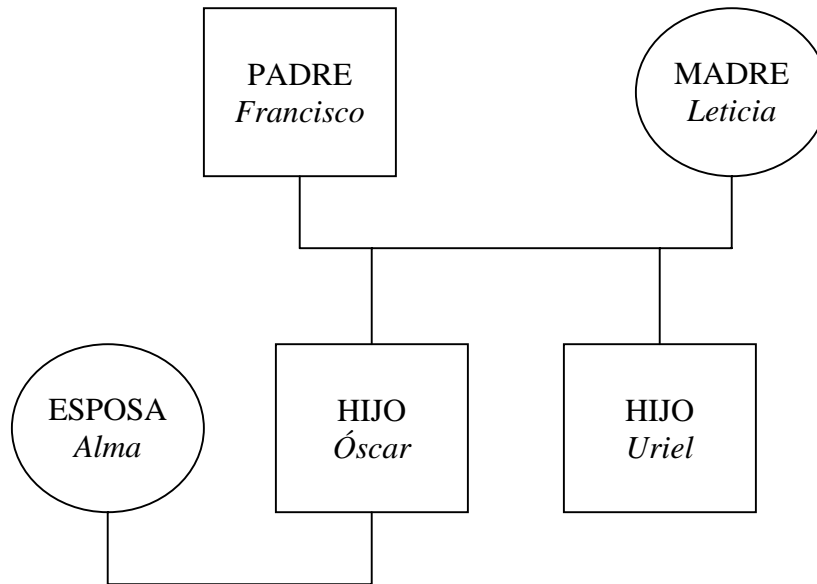 PADRE
Francisco
MADRE
Leticia
ESPOSA
Alma
HIJO
Óscar
HIJO
Uriel